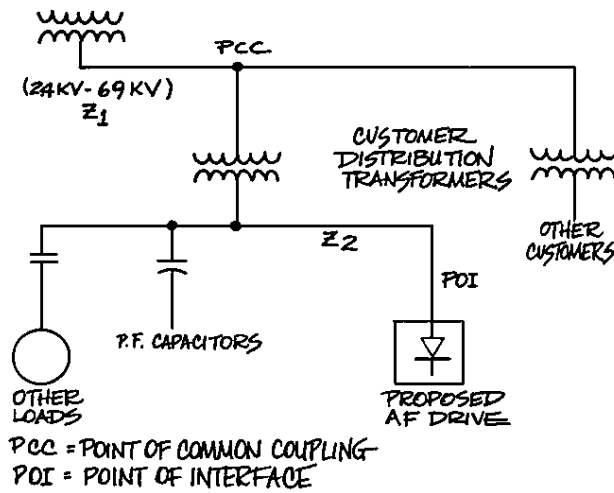 PCC
(24KV-69KV)
Z1
CUSTOMER
DISTRIBUTION
TRANSFORMERS
OTHER
CUSTOMERS
Z2
POI
P.F. CAPACITORS
OTHER
LOADS
PROPOSED
AF DRIVE
PCC = POINT OF COMMON COUPLING
POI = POINT OF INTERFACE